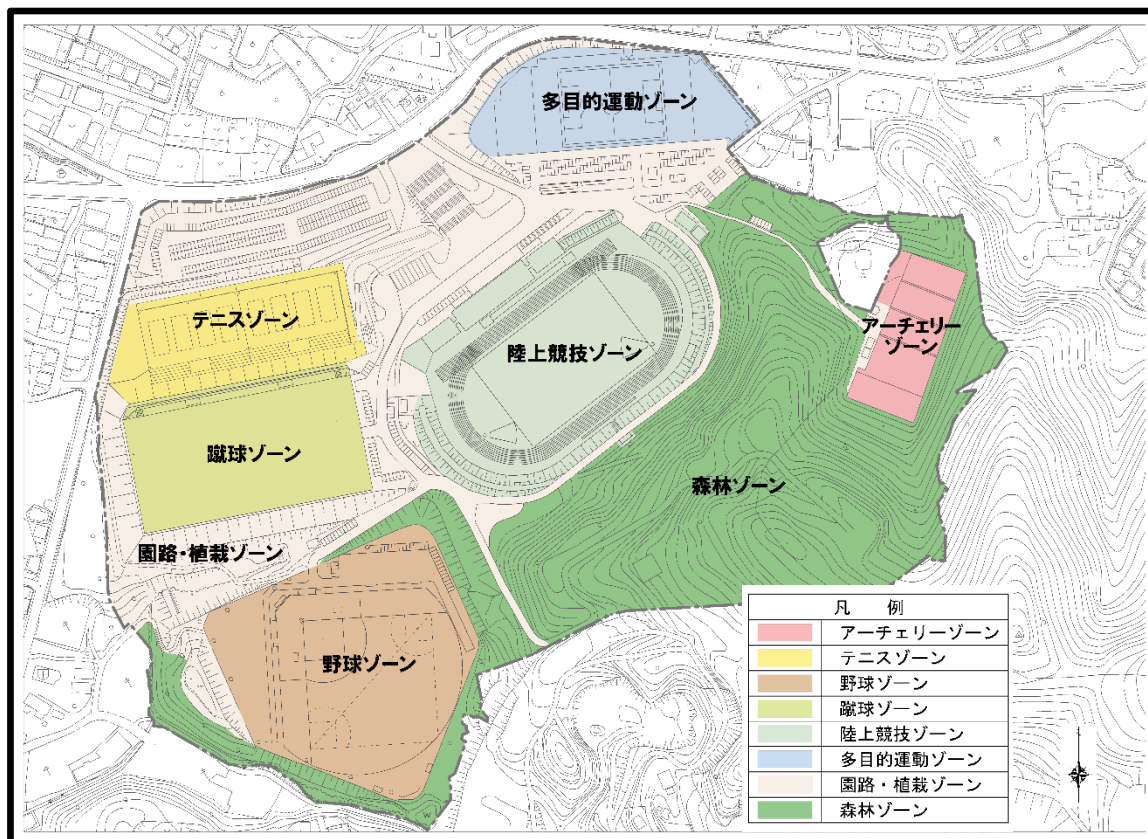 多目的運動ゾーン
テニスゾーン
陸上競技ゾーン
アーチェリー
ゾーン
蹴球ゾーン
森林ゾーン
園路・植栽ゾーン
野球ゾーン
凡 例
アーチェリーゾーン
テニスゾーン
野球ゾーン
蹴球ゾーン
陸上競技ゾーン
多目的運動ゾーン
園路・植栽ゾーン
森林ゾーン